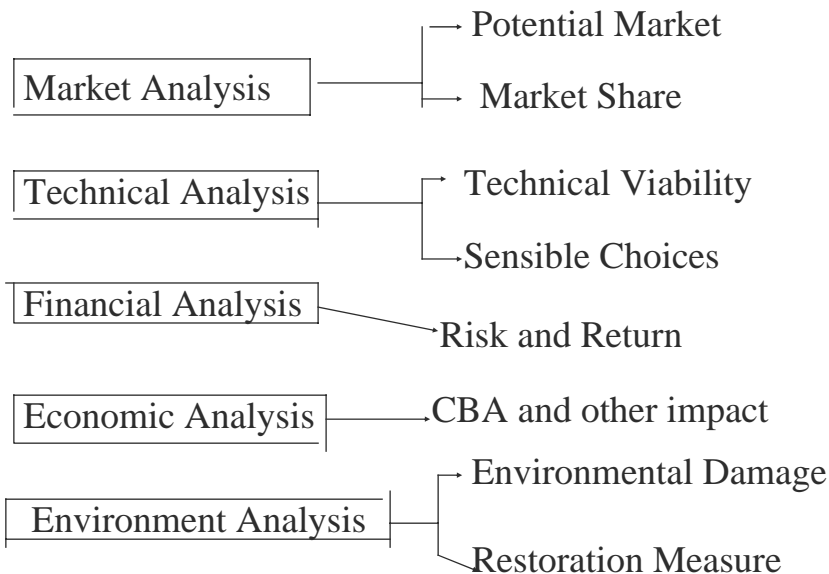 Potential Market
Market Analysis
Market Share
Technical Analysis
Technical Viability
Sensible Choices
Financial Analysis
Risk and Return
Economic Analysis
CBA and other impact
Environmental Damage
Environment Analysis
Restoration Measure